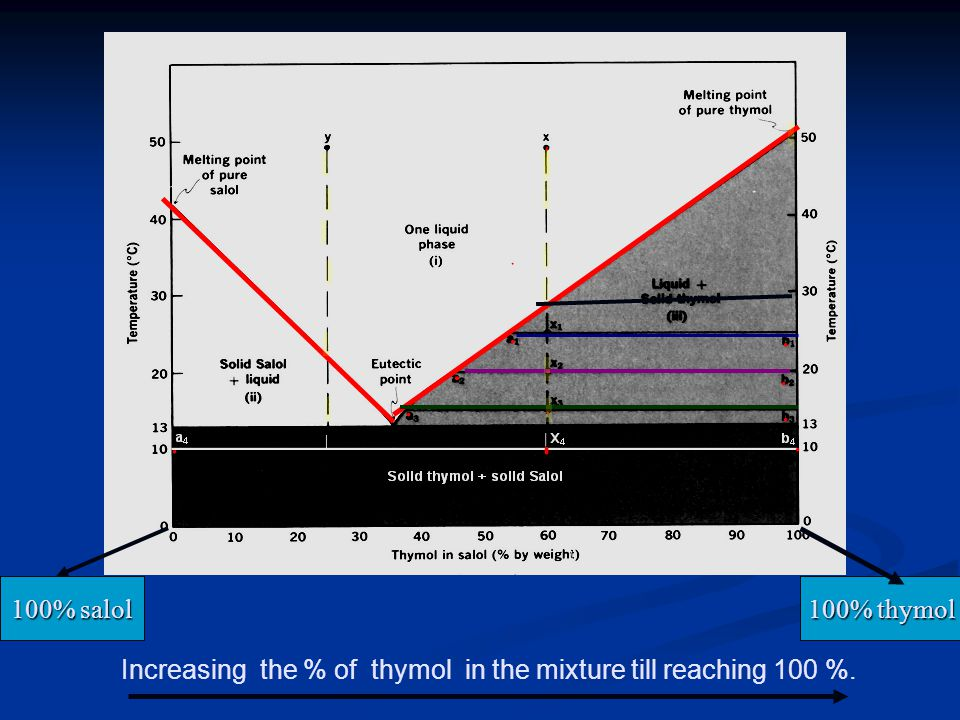 Melting point
of pure thymol
y
x
50
50
Melting point
of pure
salol
40
40
One liquid
phase
(i)
Temperature (°C)
Temperature (°C)
30
30
Liquid +
Solid thymol
(iii)
x₁
a₁
b₁
Solid Salol
+ liquid
(ii)
Eutectic
point
20
20
x₂
b₂
x₃
a₃
b₃
13
13
a₄
X₄
b₄
10
10
Solid thymol + solid Salol
0
0
0 10 20 30 40 50 60 70 80 90 100
Thymol in salol (% by weight)
100% salol
100% thymol
Increasing the % of thymol in the mixture till reaching 100 %.